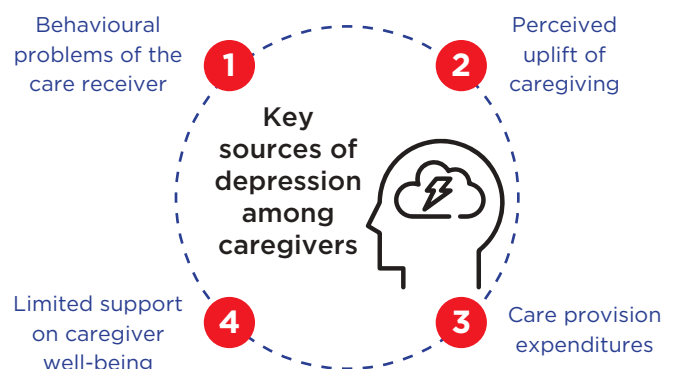 Key
sources of
depression
among
caregivers
1
Behavioural
problems of the
care receiver
2
Perceived
uplift of
caregiving
3
Care provision
expenditures
4
Limited support
on caregiver
well-being